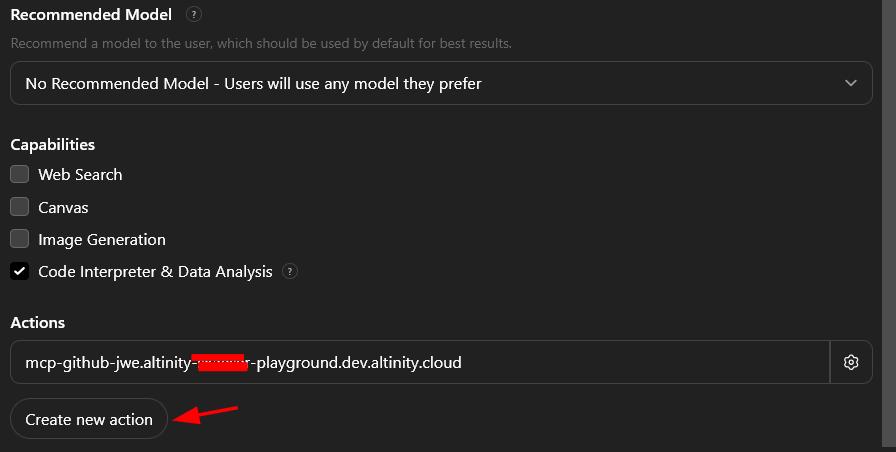 Recommended Model ?
Recommend a model to the user, which should be used by default for best results.
No Recommended Model - Users will use any model they prefer
Capabilities
Web Search
Canvas
Image Generation
Code Interpreter & Data Analysis ?
Actions
mcp-github-jwe.altinity- r-playground.dev.altinity.cloud
Create new action